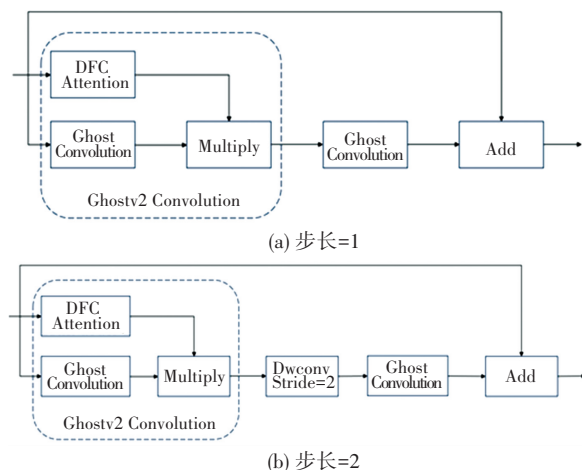 DFC
Attention
Ghost
Convolution
Multiply
Ghost
Convolution
Add
Ghostv2 Convolution
(a) 步长=1
DFC
Attention
Ghost
Convolution
Multiply
Dwconv
Stride=2
Ghost
Convolution
Add
Ghostv2 Convolution
(b) 步长=2